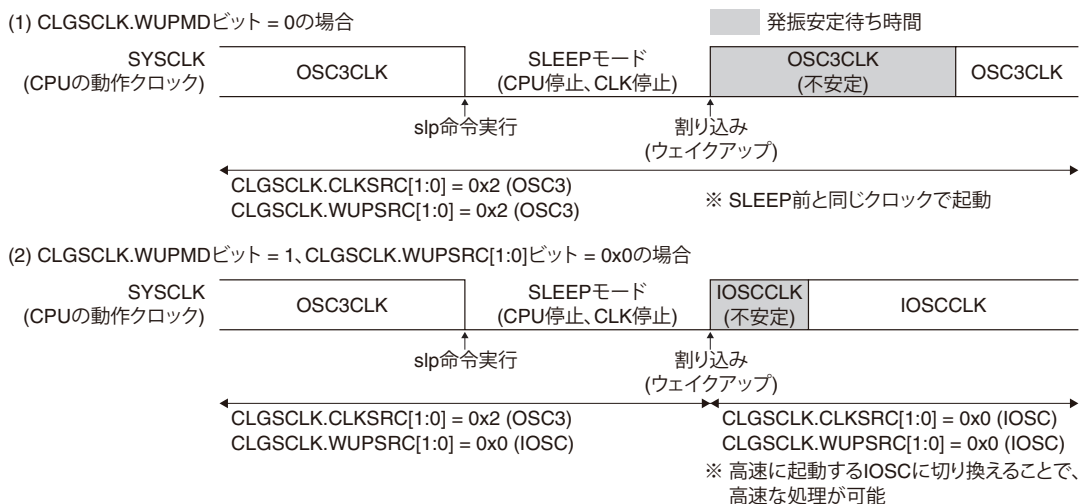 (1) CLGSCLK.WUPMDビット = 0の場合
発振安定待ち時間
SYSCLK
(CPUの動作クロック)
OSC3CLK
SLEEPモード
(CPU停止、CLK停止)
OSC3CLK
(不安定)
OSC3CLK
slp命令実行
割り込み
(ウェイクアップ)
CLGSCLK.CLKSRC[1:0] = 0x2 (OSC3)
CLGSCLK.WUPSRC[1:0] = 0x2 (OSC3)
※ SLEEP前と同じクロックで起動
(2) CLGSCLK.WUPMDビット = 1、CLGSCLK.WUPSRC[1:0]ビット = 0x0の場合
SYSCLK
(CPUの動作クロック)
OSC3CLK
SLEEPモード
(CPU停止、CLK停止)
IOSCCLK
(不安定)
IOSCCLK
slp命令実行
割り込み
(ウェイクアップ)
CLGSCLK.CLKSRC[1:0] = 0x2 (OSC3)
CLGSCLK.WUPSRC[1:0] = 0x0 (IOSC)
CLGSCLK.CLKSRC[1:0] = 0x0 (IOSC)
CLGSCLK.WUPSRC[1:0] = 0x0 (IOSC)
※ 高速に起動するIOSCに切り換えることで、
高速な処理が可能